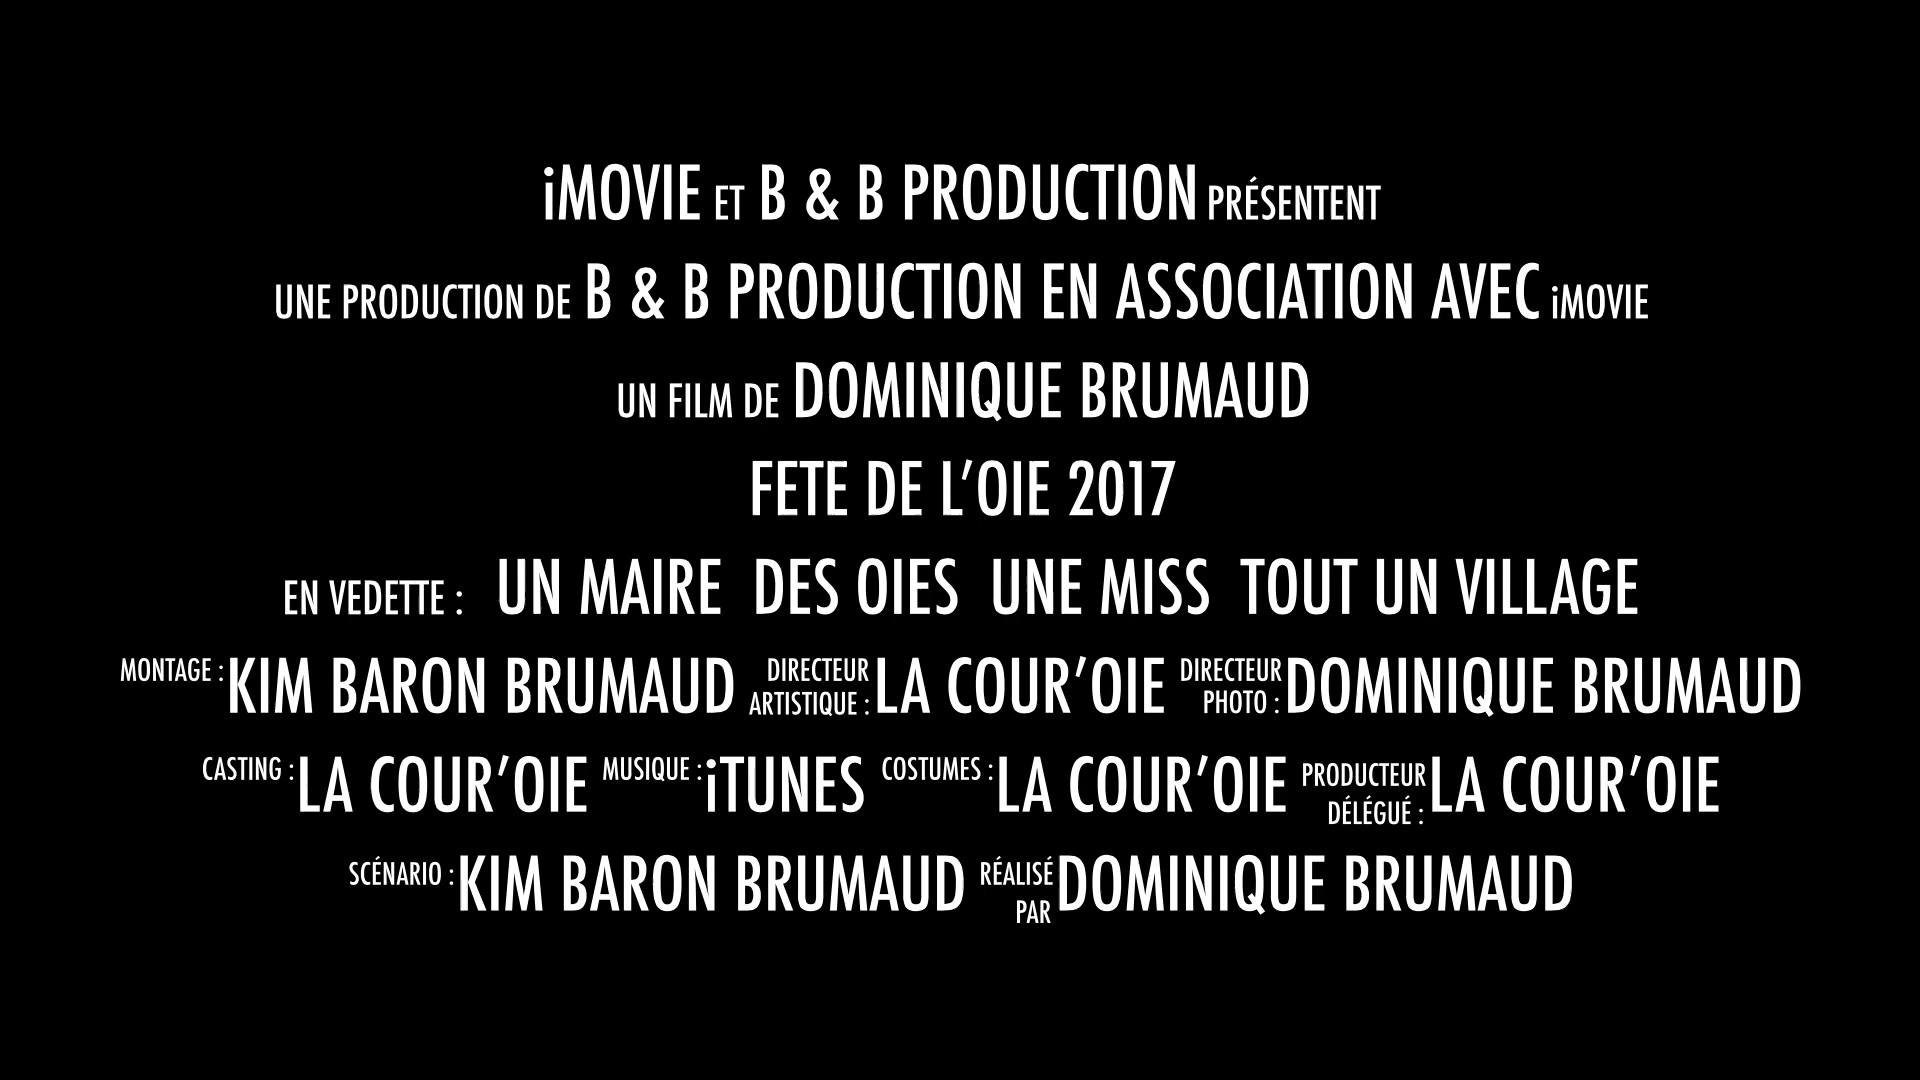 iMOVIE ET B & B PRODUCTION PRÉSENTENT
UNE PRODUCTION DE B & B PRODUCTION EN ASSOCIATION AVEC iMOVIE
UN FILM DE DOMINIQUE BRUMAUD
FETE DE L’OIE 2017
EN VEDETTE : UN MAIRE DES OIES UNE MISS TOUT UN VILLAGE
MONTAGE : KIM BARON BRUMAUD DIRECTEUR ARTISTIQUE : LA COUR’OIE DIRECTEUR PHOTO : DOMINIQUE BRUMAUD
CASTING : LA COUR’OIE MUSIQUE : iTUNES COSTUMES : LA COUR’OIE PRODUCTEUR DÉLÉGUÉ : LA COUR’OIE
SCÉNARIO : KIM BARON BRUMAUD RÉALISÉ PAR DOMINIQUE BRUMAUD